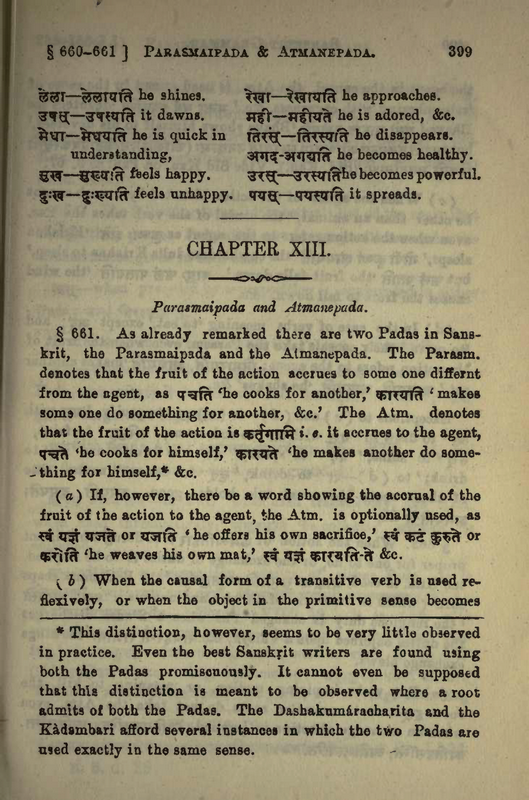 § 660–661 ] PARASMAIPADA & ATMANEPADA. 399
लेला—लेलायति he shines. रेखा—रेखायति he approaches.
उषस्—उषस्यति it dawns. मही—महीयते he is adored, &c.
मेधा—मेधयति he is quick in तिरस्—तिरस्यति he disappears.
understanding, अगद-अगद्यति he becomes healthy.
सुख—सुख्यति feels happy. उरस्—उरस्यति he becomes powerful.
दुःख—दुःख्यति feels unhappy. पयस्—पयस्यति it spreads.
CHAPTER XIII.
Parasmaipada and Atmanepada.
§ 661. As already remarked there are two Padas in Sans-
krit, the Parasmaipada and the Atmanepada. The Parasm.
denotes that the fruit of the action accrues to some one differnt
from the agent, as पचति 'he cooks for another,' कारयति 'makes
some one do something for another, &c.' The Atm. denotes
that the fruit of the action is कर्तृगामि i. e. it accrues to the agent,
पचते 'he cooks for himself,' कारयते 'he makes another do some-
thing for himself,* &c.
(a) If, however, there be a word showing the accrual of the
fruit of the action to the agent, the Atm. is optionally used, as
स्वं यज्ञं यजते or यजति 'he offers his own sacrifice,' स्वं कटं कुरुते or
करोति 'he weaves his own mat,' स्वं यज्ञं कारयति-ते &c.
(b) When the causal form of a transitive verb is used re-
flexively, or when the object in the primitive sense becomes
* This distinction, however, seems to be very little observed
in practice. Even the best Sanskrit writers are found using
both the Padas promiscuously. It cannot even be supposed
that this distinction is meant to be observed where a root
admits of both the Padas. The Dashakumáracharita and the
Kàdambari afford several instances in which the two Padas are
used exactly in the same sense.